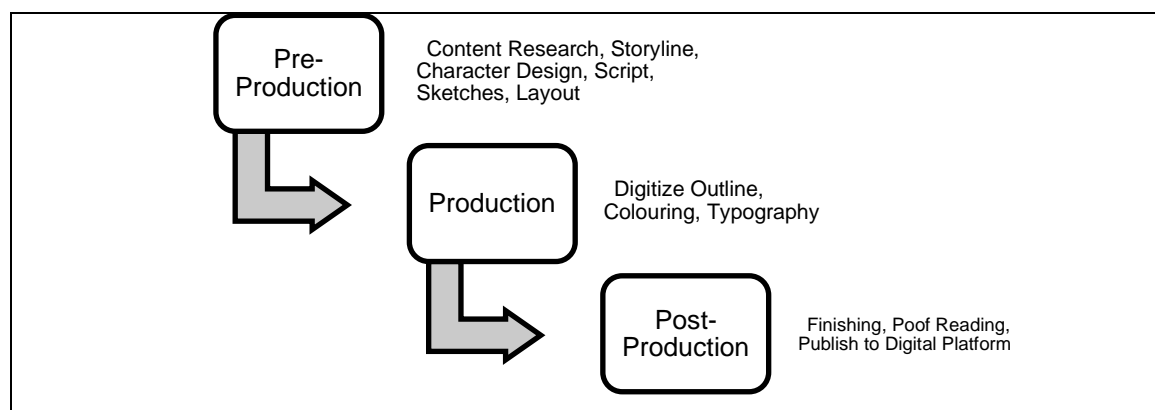 Pre-
Production
Content Research, Storyline,
Character Design, Script,
Sketches, Layout
Production
Digitize Outline,
Colouring, Typography
Post-
Production
Finishing, Poof Reading,
Publish to Digital Platform